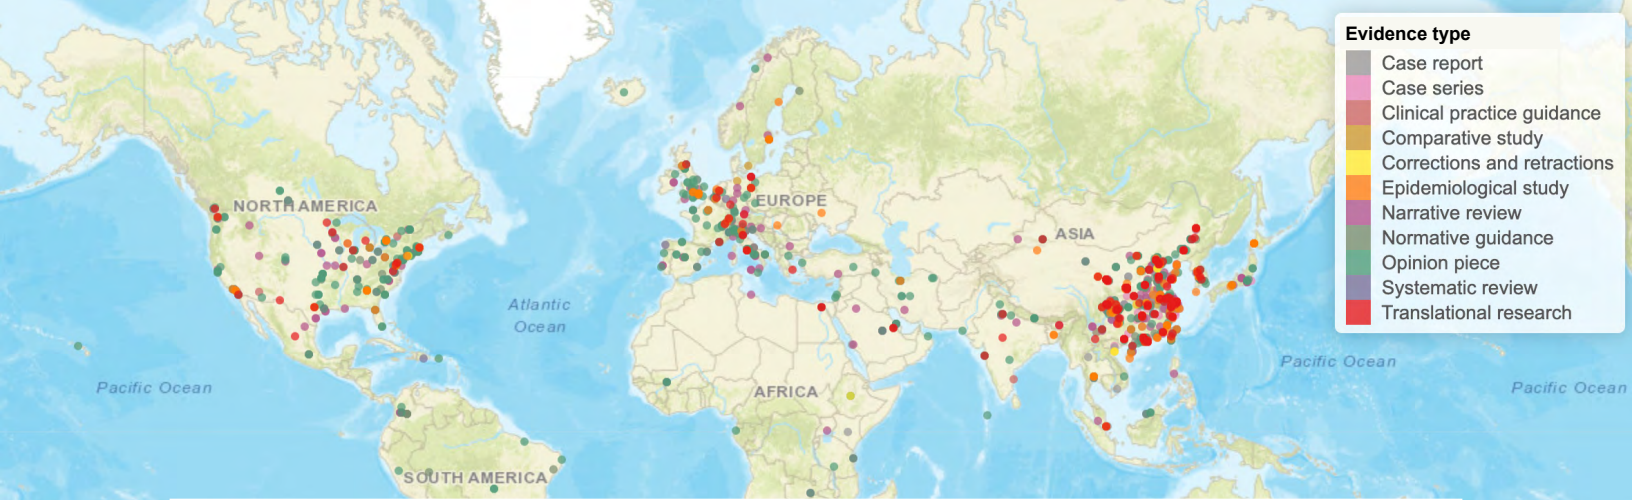 Evidence type
Case report
Case series
Clinical practice guidance
Comparative study
Corrections and retractions
Epidemiological study
Narrative review
Normative guidance
Opinion piece
Systematic review
Translational research
NORTH AMERICA
EUROPE
ASIA
Atlantic
Ocean
Pacific Ocean
Pacific Ocean
Pacific Ocean
AFRICA
SOUTH AMERICA